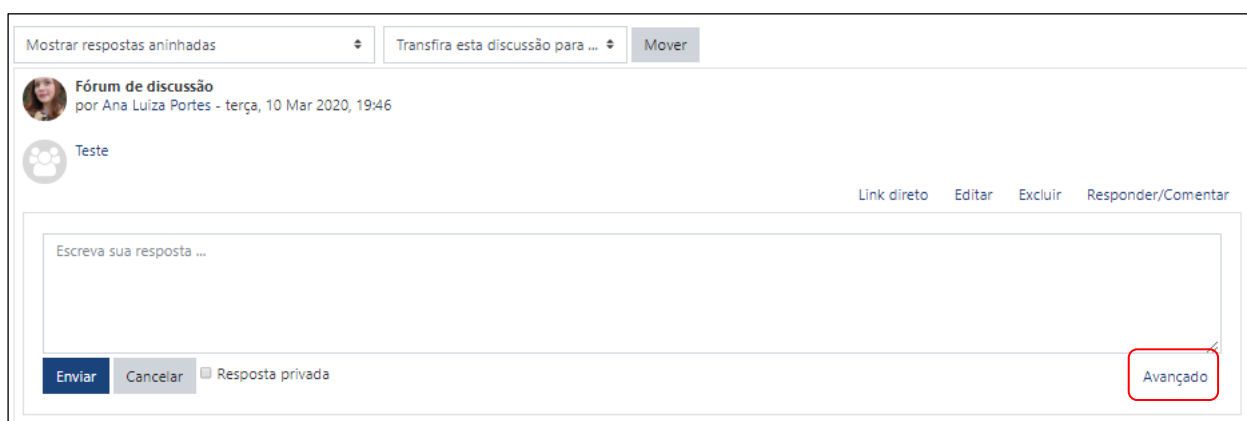 Mostrar respostas aninhadas Transfira esta discussão para ... Mover
Fórum de discussão
por Ana Luiza Portes - terça, 10 Mar 2020, 19:46
Teste
Link direto Editar Excluir Responder/Comentar
Escreva sua resposta ...
Enviar Cancelar Resposta privada Avançado